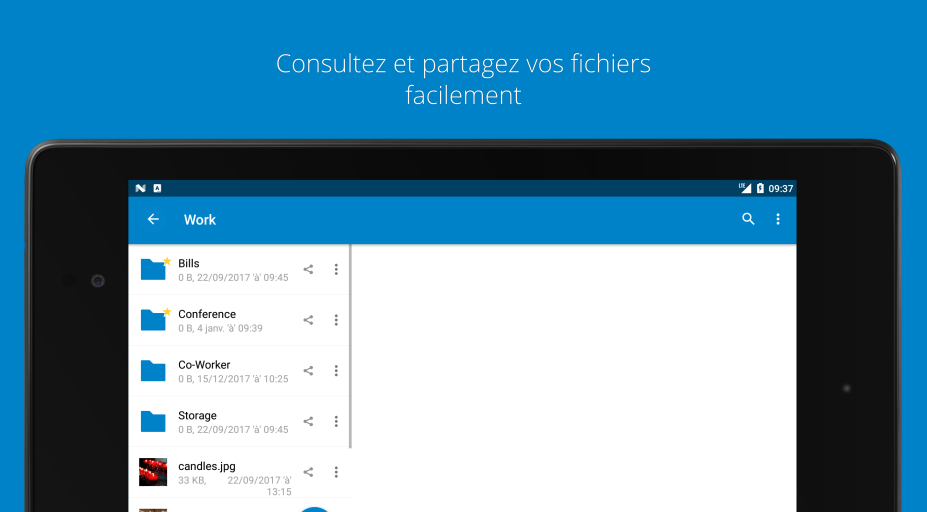 Consultez et partagez vos fichiers
facilement
LTE 09:37
Work
Bills
0 B, 22/09/2017 'à' 09:45
Conference
0 B, 4 janv. 'à' 09:39
Co-Worker
0 B, 15/12/2017 'à' 10:25
Storage
0 B, 22/09/2017 'à' 09:45
candles.jpg
33 KB, 22/09/2017 'à'
13:15